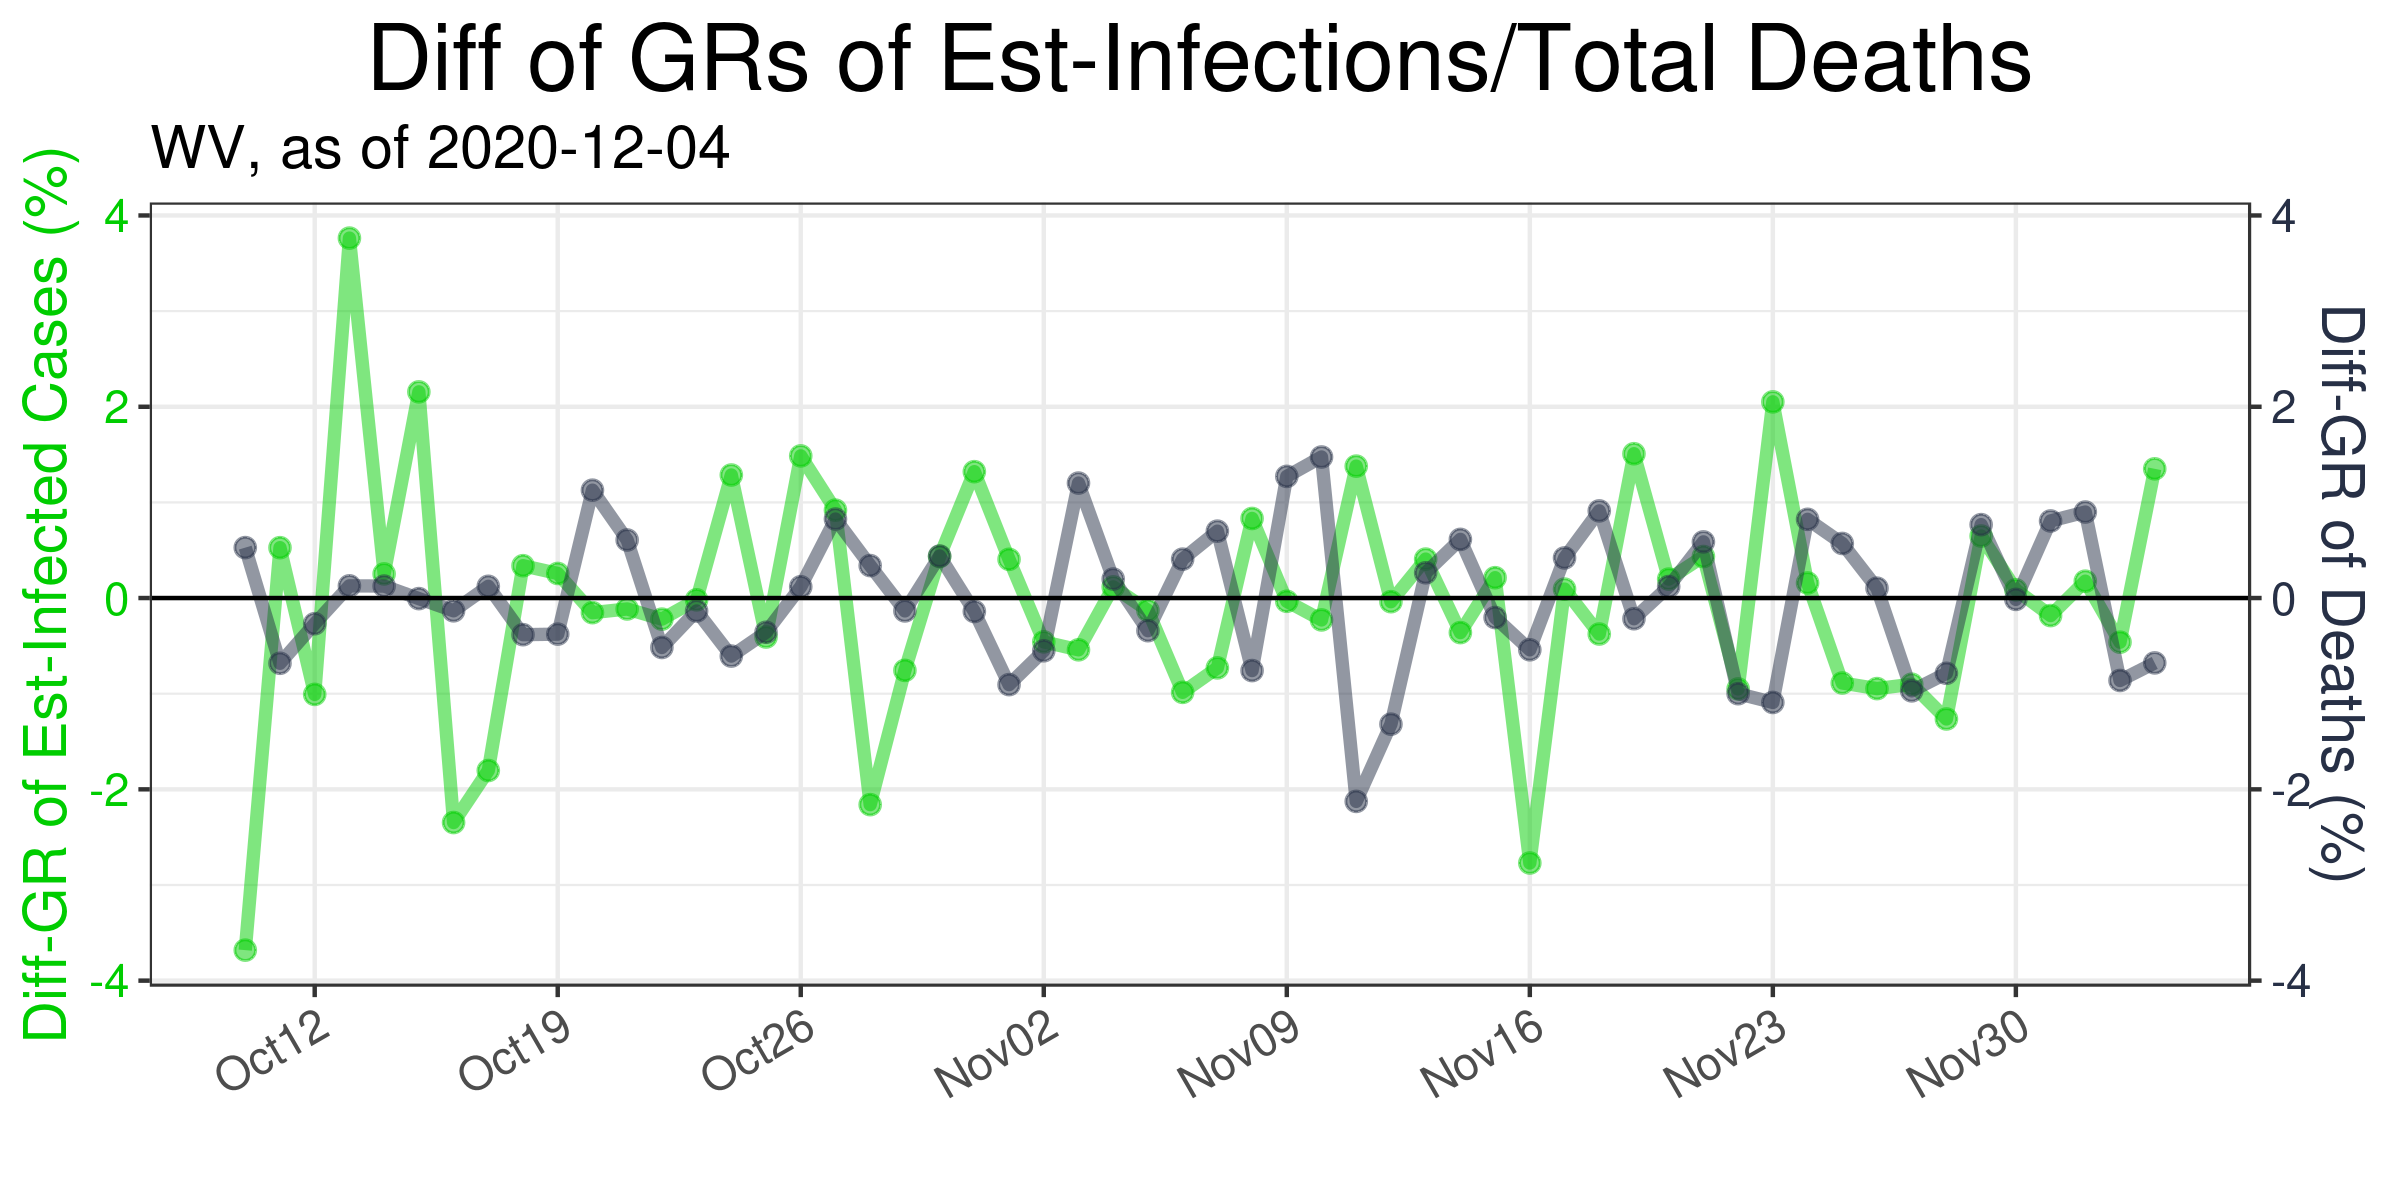 Diff of GRs of Est-Infections/Total Deaths
WV, as of 2020-12-04
Diff-GR of Est-Infected Cases (%)
4
2
0
-2
-4
4
2
0
-2
-4
Diff-GR of Deaths (%)
Oct12
Oct19
Oct26
Nov02
Nov09
Nov16
Nov23
Nov30